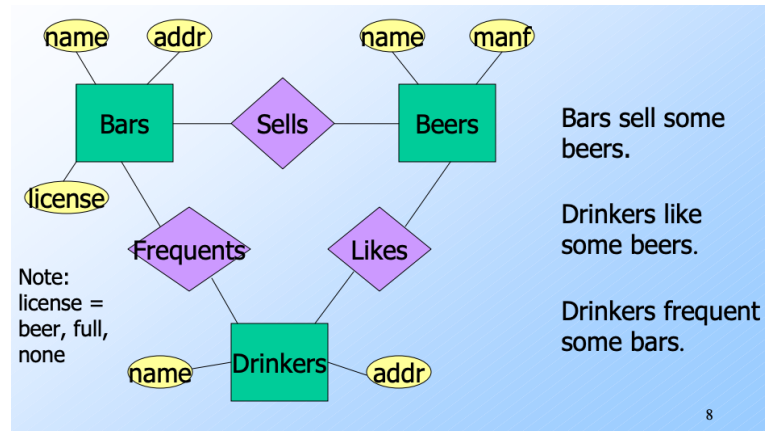 name addr name manf
Bars Sells Beers
license
Frequents Likes
Note:
license =
beer, full,
none
name Drinkers addr
Bars sell some
beers.
Drinkers like
some beers.
Drinkers frequent
some bars.
8